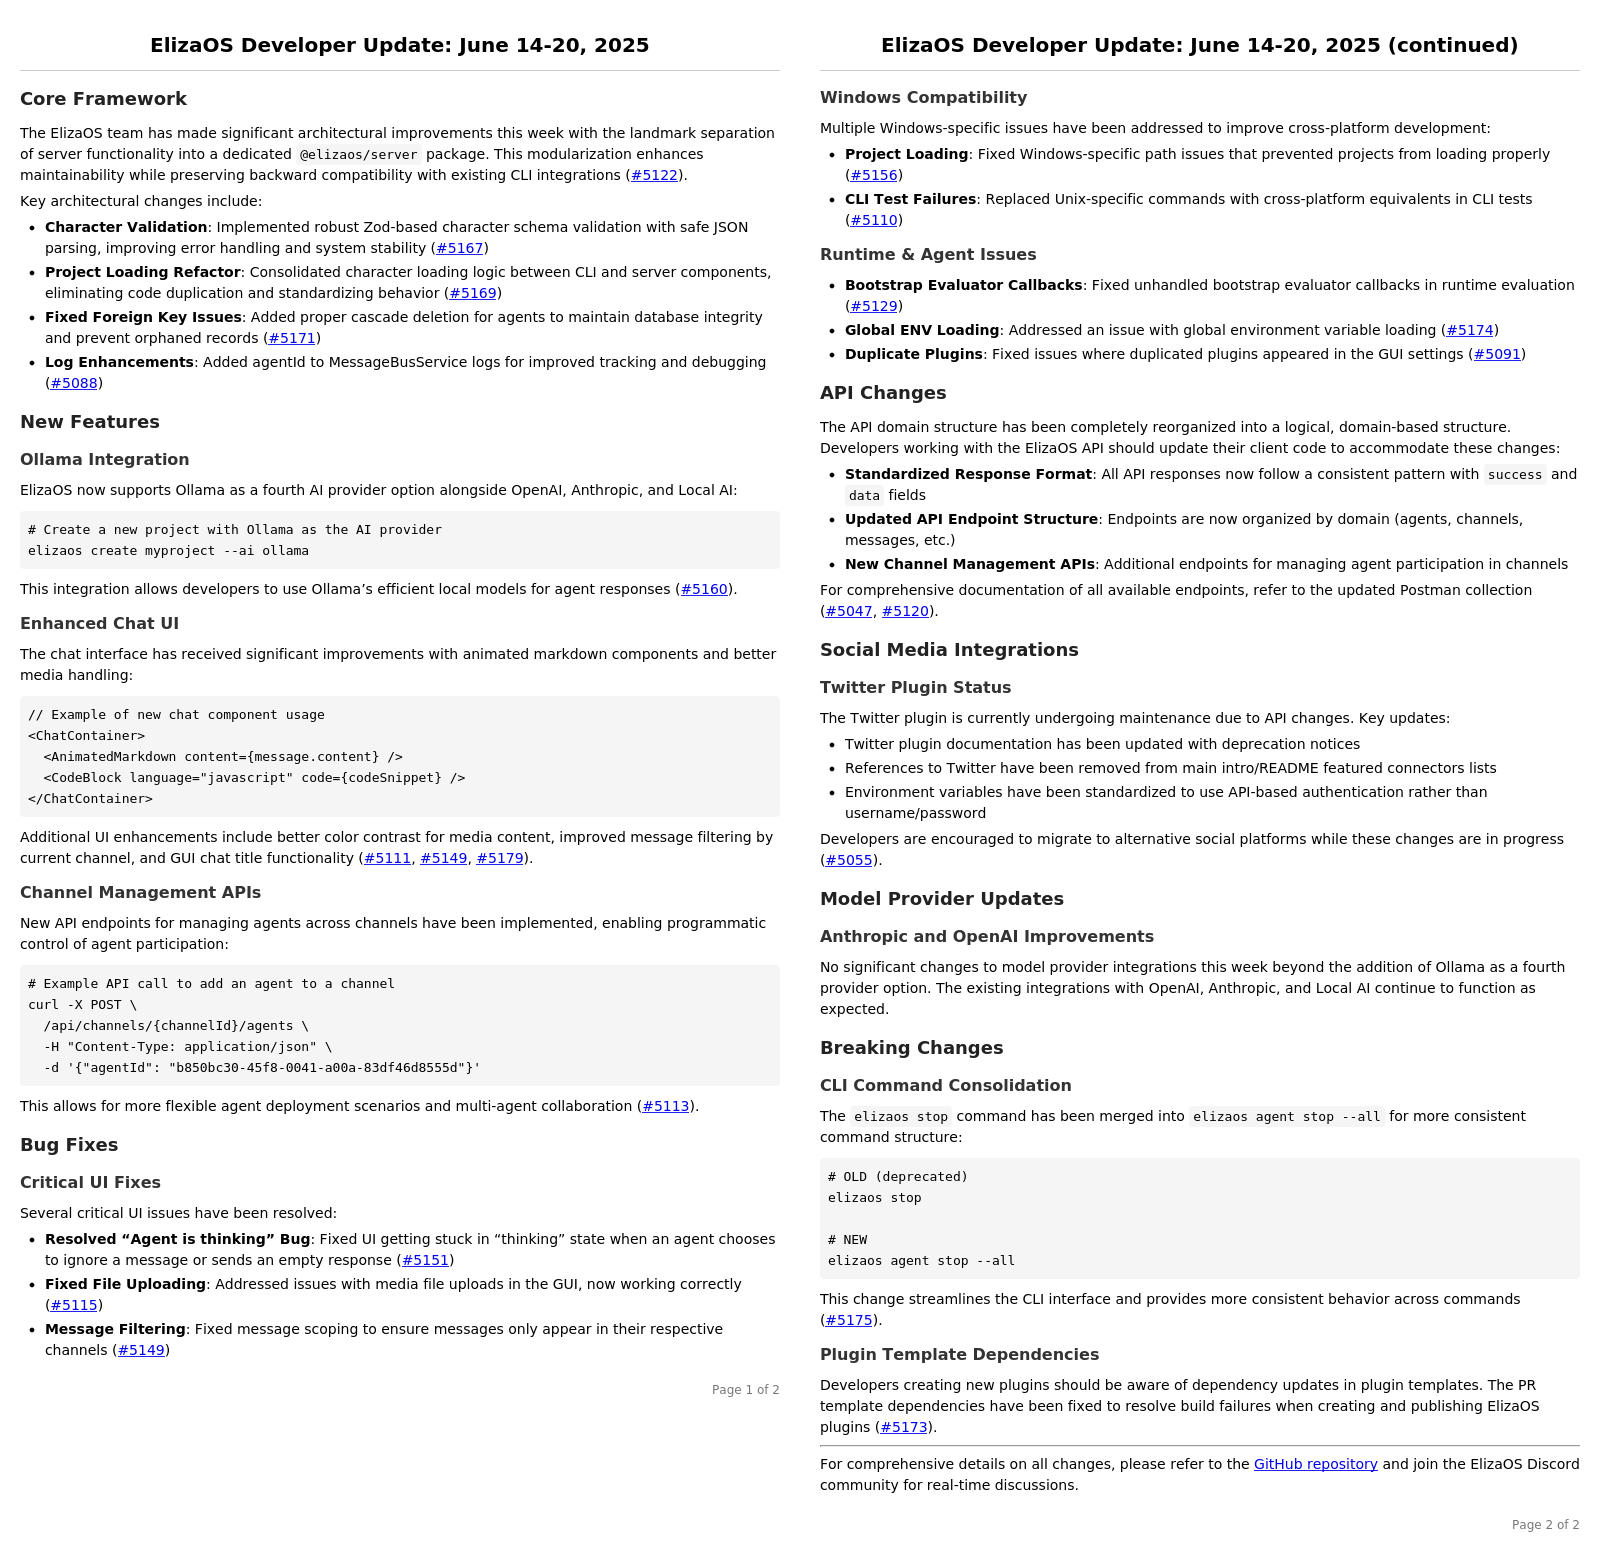 ElizaOS Developer Update: June 14-20, 2025
Core Framework
The ElizaOS team has made significant architectural improvements this week with the landmark separation
of server functionality into a dedicated @elizaos/server package. This modularization enhances
maintainability while preserving backward compatibility with existing CLI integrations (#5122).
Key architectural changes include:
• Character Validation: Implemented robust Zod-based character schema validation with safe JSON
parsing, improving error handling and system stability (#5167)
• Project Loading Refactor: Consolidated character loading logic between CLI and server components,
eliminating code duplication and standardizing behavior (#5169)
• Fixed Foreign Key Issues: Added proper cascade deletion for agents to maintain database integrity
and prevent orphaned records (#5171)
• Log Enhancements: Added agentId to MessageBusService logs for improved tracking and debugging
(#5088)
New Features
Ollama Integration
ElizaOS now supports Ollama as a fourth AI provider option alongside OpenAI, Anthropic, and Local AI:
# Create a new project with Ollama as the AI provider
elizaos create myproject --ai ollama
This integration allows developers to use Ollama’s efficient local models for agent responses (#5160).
Enhanced Chat UI
The chat interface has received significant improvements with animated markdown components and better
media handling:
// Example of new chat component usage
<ChatContainer>
  <AnimatedMarkdown content={message.content} />
  <CodeBlock language="javascript" code={codeSnippet} />
</ChatContainer>
Additional UI enhancements include better color contrast for media content, improved message filtering by
current channel, and GUI chat title functionality (#5111, #5149, #5179).
Channel Management APIs
New API endpoints for managing agents across channels have been implemented, enabling programmatic
control of agent participation:
# Example API call to add an agent to a channel
curl -X POST \
  /api/channels/{channelId}/agents \
  -H "Content-Type: application/json" \
  -d '{"agentId": "b850bc30-45f8-0041-a00a-83df46d8555d"}'
This allows for more flexible agent deployment scenarios and multi-agent collaboration (#5113).
Bug Fixes
Critical UI Fixes
Several critical UI issues have been resolved:
• Resolved “Agent is thinking” Bug: Fixed UI getting stuck in “thinking” state when an agent chooses
to ignore a message or sends an empty response (#5151)
• Fixed File Uploading: Addressed issues with media file uploads in the GUI, now working correctly
(#5115)
• Message Filtering: Fixed message scoping to ensure messages only appear in their respective
channels (#5149)
Page 1 of 2
ElizaOS Developer Update: June 14-20, 2025 (continued)
Windows Compatibility
Multiple Windows-specific issues have been addressed to improve cross-platform development:
• Project Loading: Fixed Windows-specific path issues that prevented projects from loading properly
(#5156)
• CLI Test Failures: Replaced Unix-specific commands with cross-platform equivalents in CLI tests
(#5110)
Runtime & Agent Issues
• Bootstrap Evaluator Callbacks: Fixed unhandled bootstrap evaluator callbacks in runtime evaluation
(#5129)
• Global ENV Loading: Addressed an issue with global environment variable loading (#5174)
• Duplicate Plugins: Fixed issues where duplicated plugins appeared in the GUI settings (#5091)
API Changes
The API domain structure has been completely reorganized into a logical, domain-based structure.
Developers working with the ElizaOS API should update their client code to accommodate these changes:
• Standardized Response Format: All API responses now follow a consistent pattern with success and
data fields
• Updated API Endpoint Structure: Endpoints are now organized by domain (agents, channels,
messages, etc.)
• New Channel Management APIs: Additional endpoints for managing agent participation in channels
For comprehensive documentation of all available endpoints, refer to the updated Postman collection
(#5047, #5120).
Social Media Integrations
Twitter Plugin Status
The Twitter plugin is currently undergoing maintenance due to API changes. Key updates:
• Twitter plugin documentation has been updated with deprecation notices
• References to Twitter have been removed from main intro/README featured connectors lists
• Environment variables have been standardized to use API-based authentication rather than
username/password
Developers are encouraged to migrate to alternative social platforms while these changes are in progress
(#5055).
Model Provider Updates
Anthropic and OpenAI Improvements
No significant changes to model provider integrations this week beyond the addition of Ollama as a fourth
provider option. The existing integrations with OpenAI, Anthropic, and Local AI continue to function as
expected.
Breaking Changes
CLI Command Consolidation
The elizaos stop command has been merged into elizaos agent stop --all for more consistent
command structure:
# OLD (deprecated)
elizaos stop
# NEW
elizaos agent stop --all
This change streamlines the CLI interface and provides more consistent behavior across commands
(#5175).
Plugin Template Dependencies
Developers creating new plugins should be aware of dependency updates in plugin templates. The PR
template dependencies have been fixed to resolve build failures when creating and publishing ElizaOS
plugins (#5173).
For comprehensive details on all changes, please refer to the GitHub repository and join the ElizaOS Discord
community for real-time discussions.
Page 2 of 2